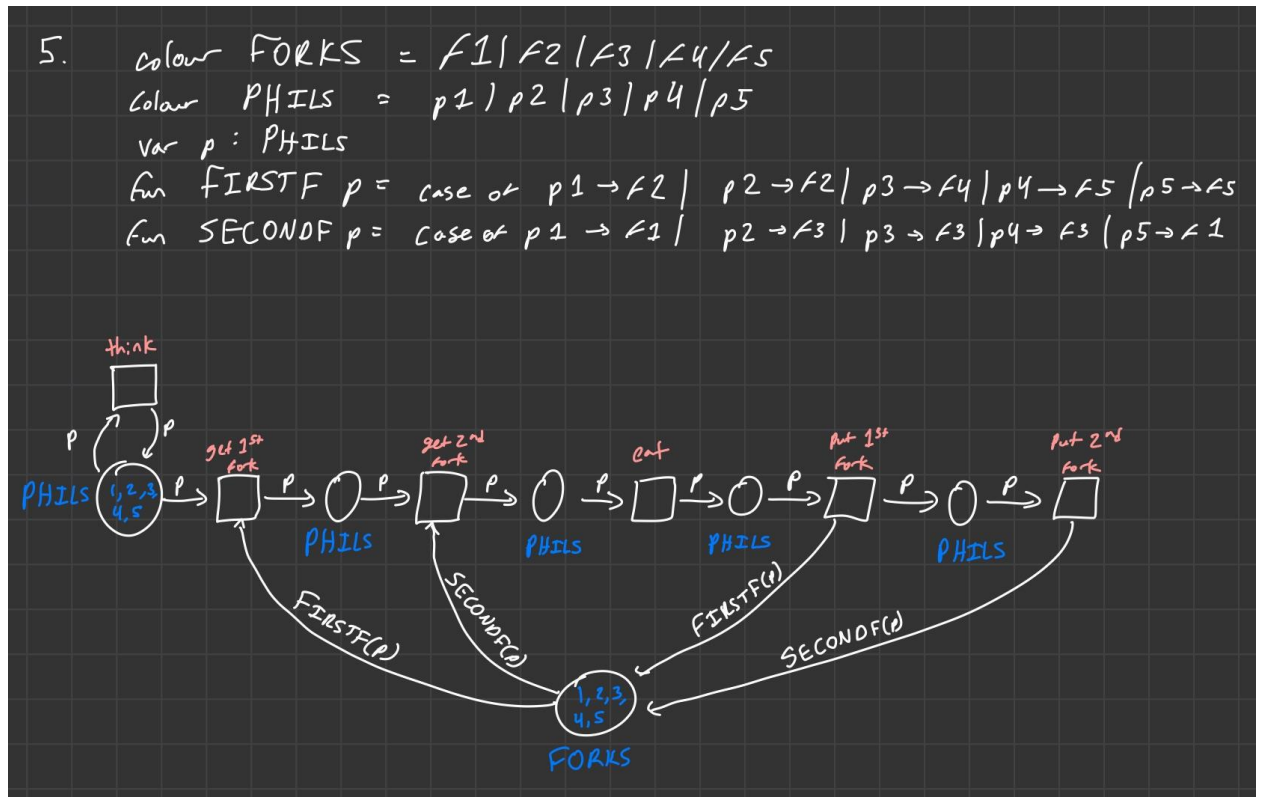 5. colour FORKS = f1|f2|f3|f4/f5
colour PHILS = p1|p2|p3|p4|p5
var p : PHILS
fun FIRSTF p = case of p1→f2| p2→f2|p3→f4|p4→f5|p5→f5
fun SECONDF p = case of p1→f1| p2→f3|p3→f3|p4→f3|p5→f1
think
P
P
get 1st fork
get 2nd fork
eat
Put 1st fork
Put 2nd fork
PHILS
1, 2, 3, 4, 5
P
P
P
P
P
P
P
P
P
PHILS
PHILS
PHILS
PHILS
FIRSTF(p)
SECONDF(p)
FIRSTF(p)
SECONDF(p)
1, 2, 3, 4, 5
FORKS